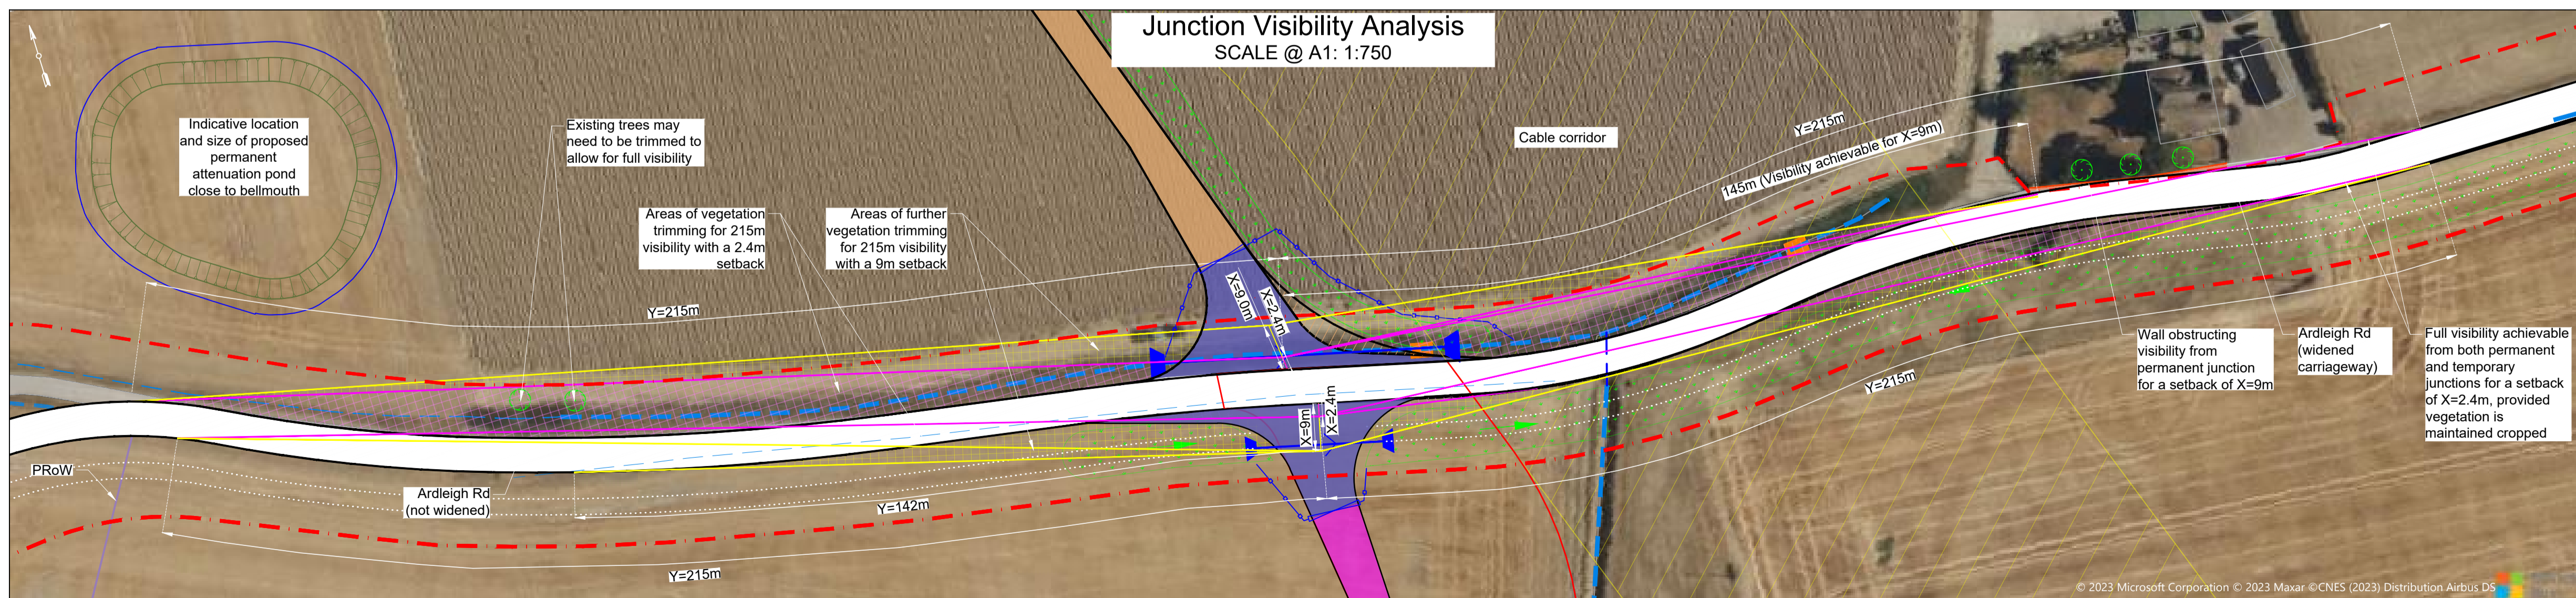 Junction Visibility Analysis
SCALE @ A1: 1:750
Indicative location
and size of proposed
permanent
attenuation pond
close to bellmouth
Existing trees may
need to be trimmed to
allow for full visibility
Areas of vegetation
trimming for 215m
visibility with a 2.4m
setback
Areas of further
vegetation trimming
for 215m visibility
with a 9m setback
Cable corridor
Y=215m
145m (Visibility achievable for X=9m)
Y=215m
X=9.0m
X=2.4m
X=9m
X=2.4m
Wall obstructing
visibility from
permanent junction
for a setback of X=9m
Ardleigh Rd
(widened
carriageway)
Full visibility achievable
from both permanent
and temporary
junctions for a setback
of X=2.4m, provided
vegetation is
maintained cropped
Y=215m
PRoW
Ardleigh Rd
(not widened)
Y=142m
Y=215m
© 2023 Microsoft Corporation © 2023 Maxar ©CNES (2023) Distribution Airbus DS